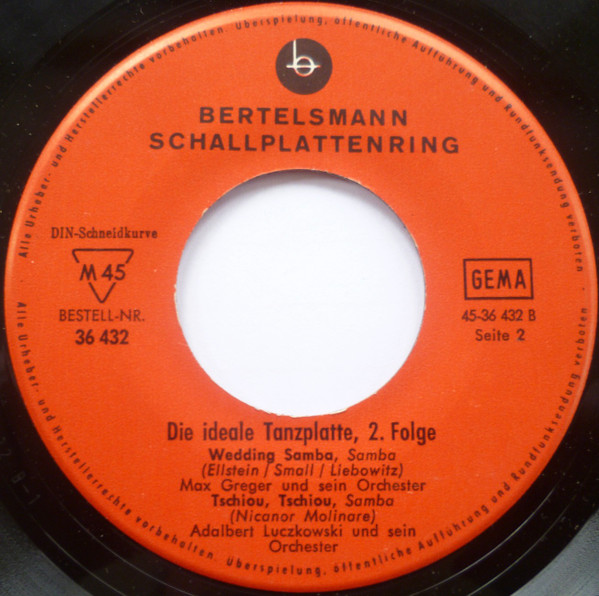 Alle Urheber- und Herstellerrechte vorbehalten. Überspielung, öffentliche Aufführung und Rundfunksendung verboten
b
BERTELSMANN
SCHALLPLATTENRING
DIN-Schneidkurve
M 45
BESTELL-NR.
36 432
GEMA
45-36 432 B
Seite 2
Die ideale Tanzplatte, 2. Folge
Wedding Samba, Samba
(Ellstein / Small / Liebowitz)
Max Greger und sein Orchester
Tschiou, Tschiou, Samba
(Nicanor Molinare)
Adalbert Luczkowski und sein
Orchester
Alle Urheber- und Herstellerrechte vorbehalten. Überspielung, öffentliche Aufführung und Rundfunksendung verboten